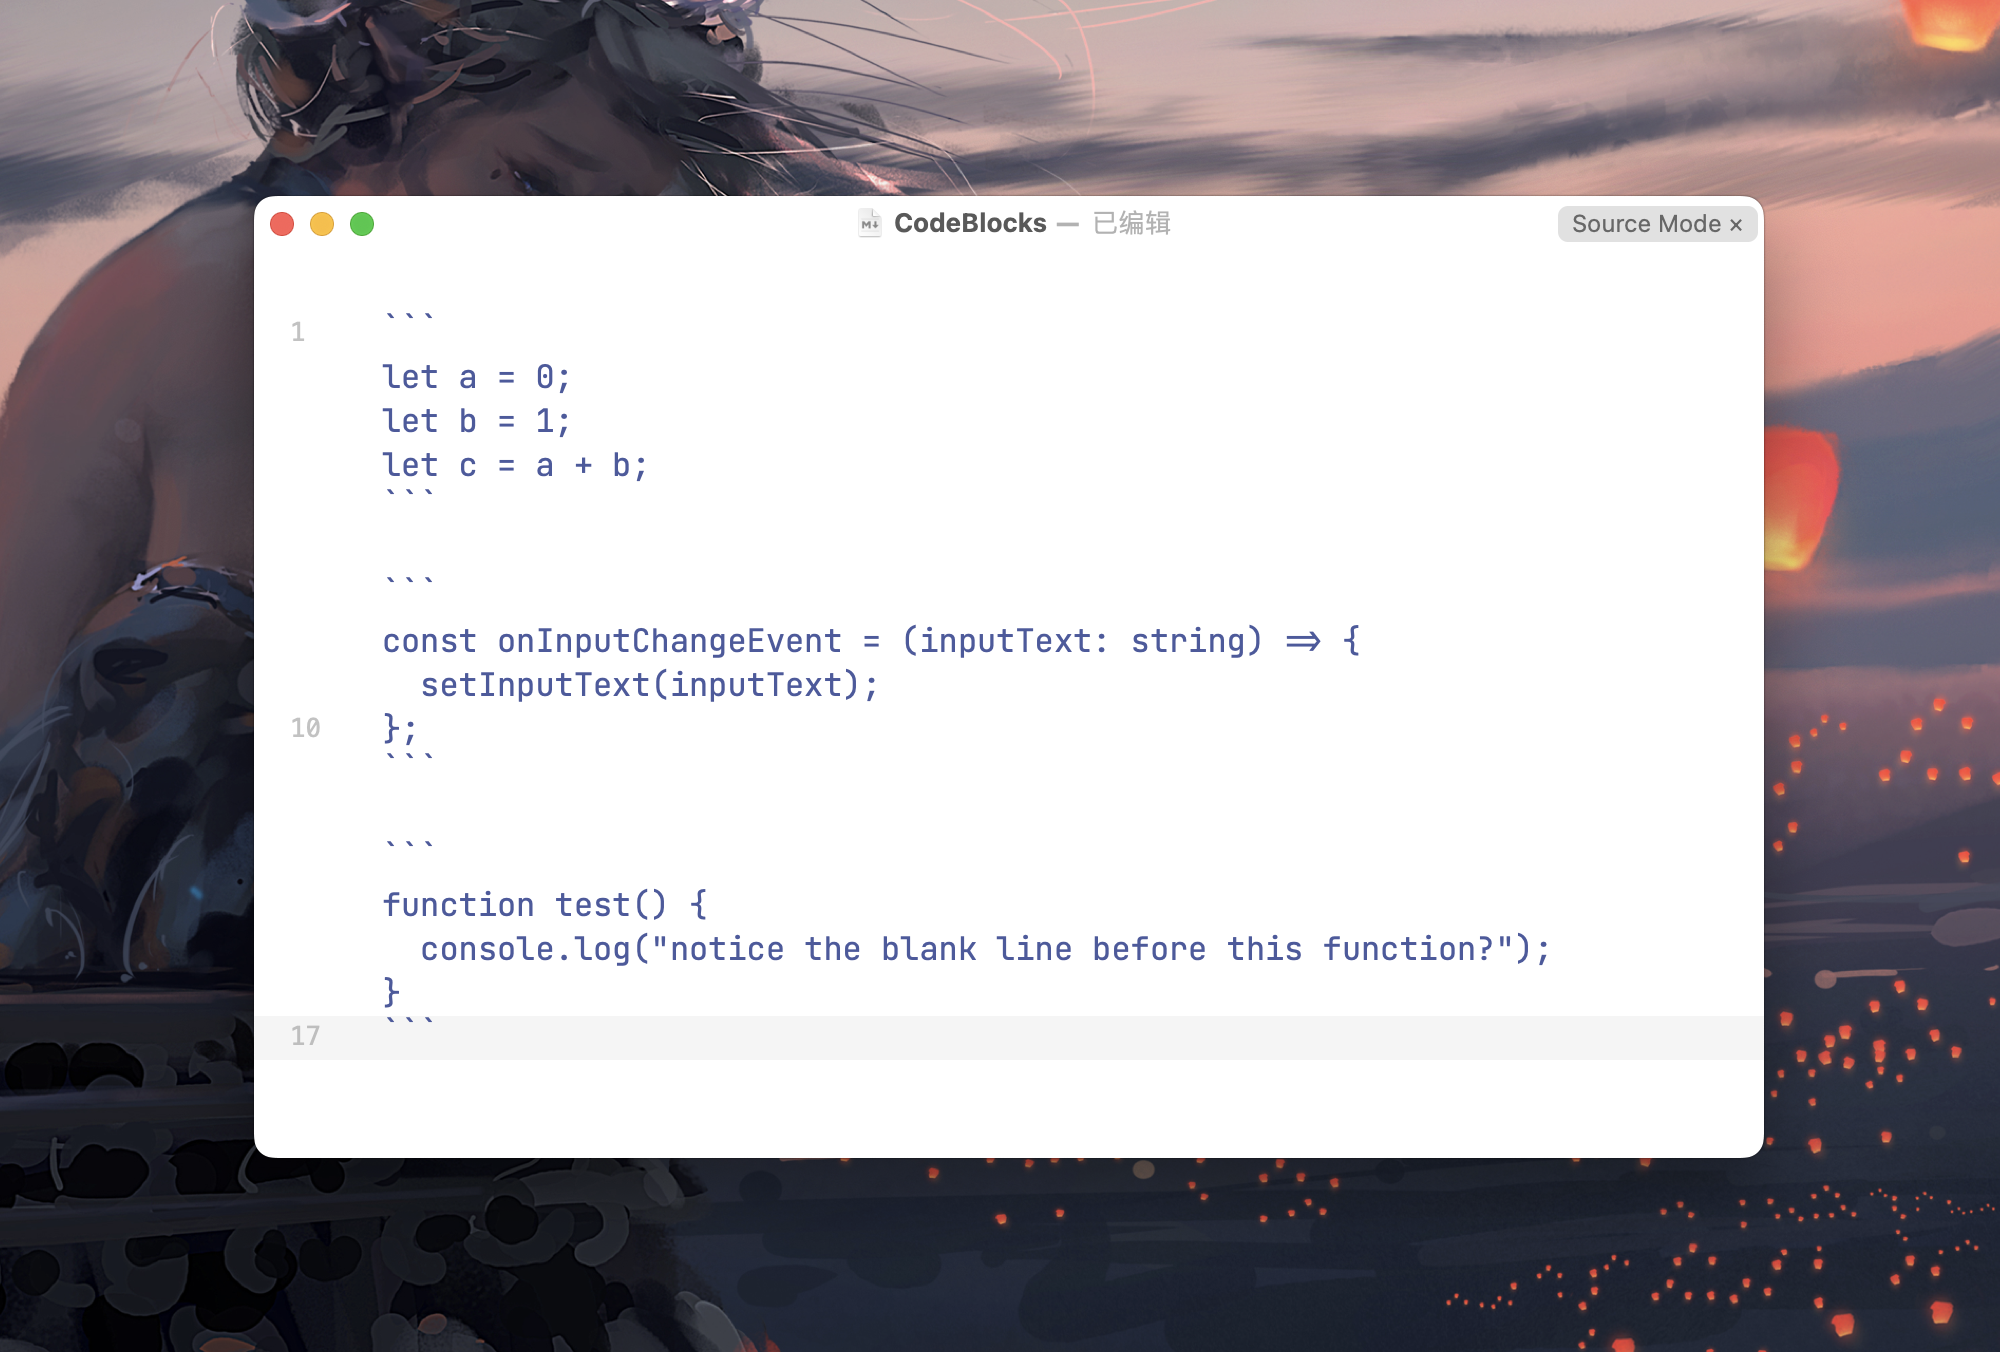 CodeBlocks — 已编辑
Source Mode ×
1 ```
let a = 0;
let b = 1;
let c = a + b;
```
```
const onInputChangeEvent = (inputText: string) => {
  setInputText(inputText);
10 };
```
```
function test() {
  console.log("notice the blank line before this function?");
}
17 ```